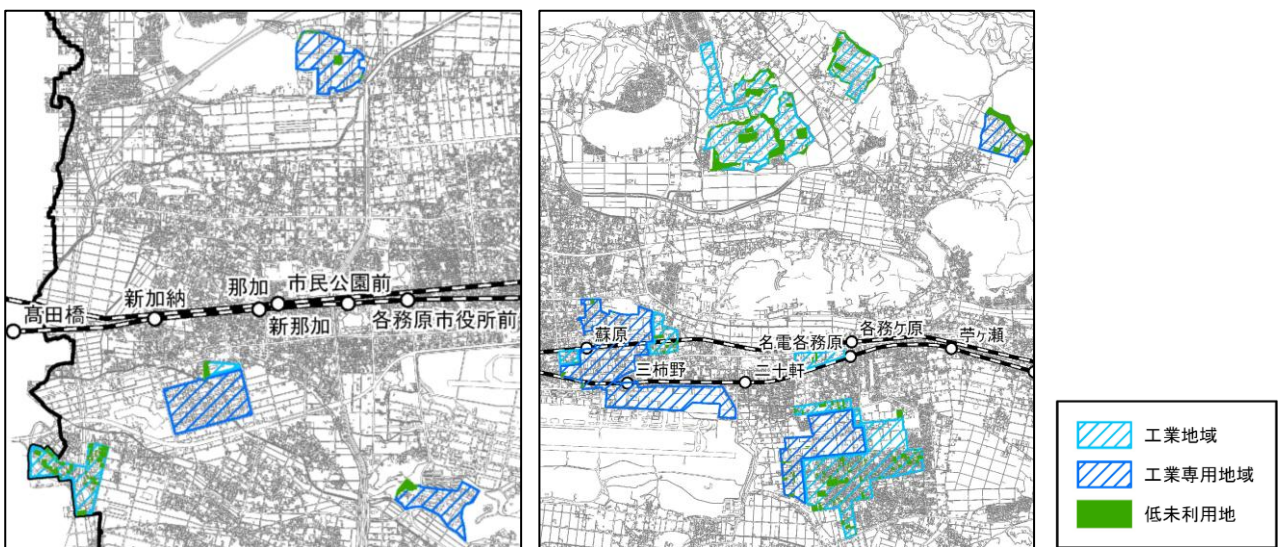 那加
市民公園前
新加納
高田橋
新那加
各務原市役所前
各務ケ原
名電各務原
苧ヶ瀬
蘇原
三柿野
二十軒
工業地域
工業専用地域
低未利用地